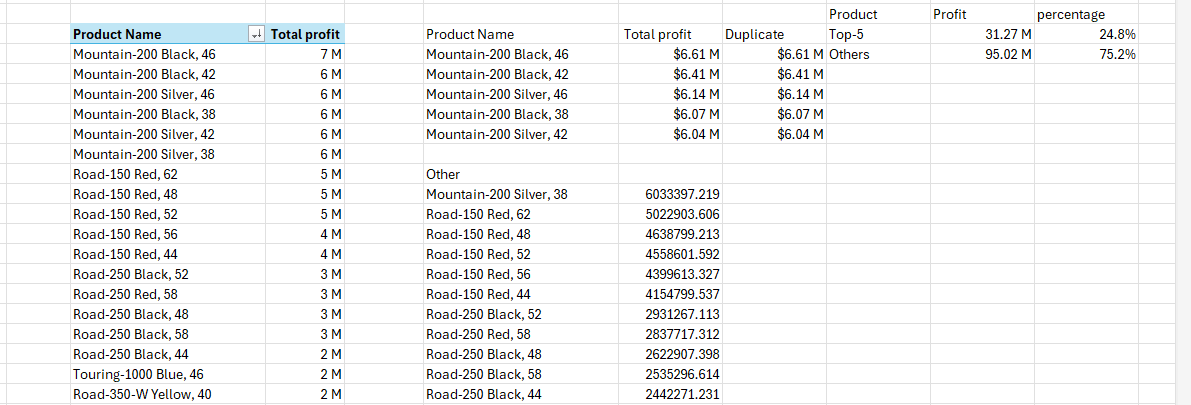 Product Profit percentage
Product Name Total profit Product Name Total profit Duplicate Top-5 31.27 M 24.8%
Mountain-200 Black, 46 7 M Mountain-200 Black, 46 $6.61 M $6.61 M Others 95.02 M 75.2%
Mountain-200 Black, 42 6 M Mountain-200 Black, 42 $6.41 M $6.41 M
Mountain-200 Silver, 46 6 M Mountain-200 Silver, 46 $6.14 M $6.14 M
Mountain-200 Black, 38 6 M Mountain-200 Black, 38 $6.07 M $6.07 M
Mountain-200 Silver, 42 6 M Mountain-200 Silver, 42 $6.04 M $6.04 M
Mountain-200 Silver, 38 6 M
Road-150 Red, 62 5 M Other
Road-150 Red, 48 5 M Mountain-200 Silver, 38 6033397.219
Road-150 Red, 52 5 M Road-150 Red, 62 5022903.606
Road-150 Red, 56 4 M Road-150 Red, 48 4638799.213
Road-150 Red, 44 4 M Road-150 Red, 52 4558601.592
Road-250 Black, 52 3 M Road-150 Red, 56 4399613.327
Road-250 Red, 58 3 M Road-150 Red, 44 4154799.537
Road-250 Black, 48 3 M Road-250 Black, 52 2931267.113
Road-250 Black, 58 3 M Road-250 Red, 58 2837717.312
Road-250 Black, 44 2 M Road-250 Black, 48 2622907.398
Touring-1000 Blue, 46 2 M Road-250 Black, 58 2535296.614
Road-350-W Yellow, 40 2 M Road-250 Black, 44 2442271.231